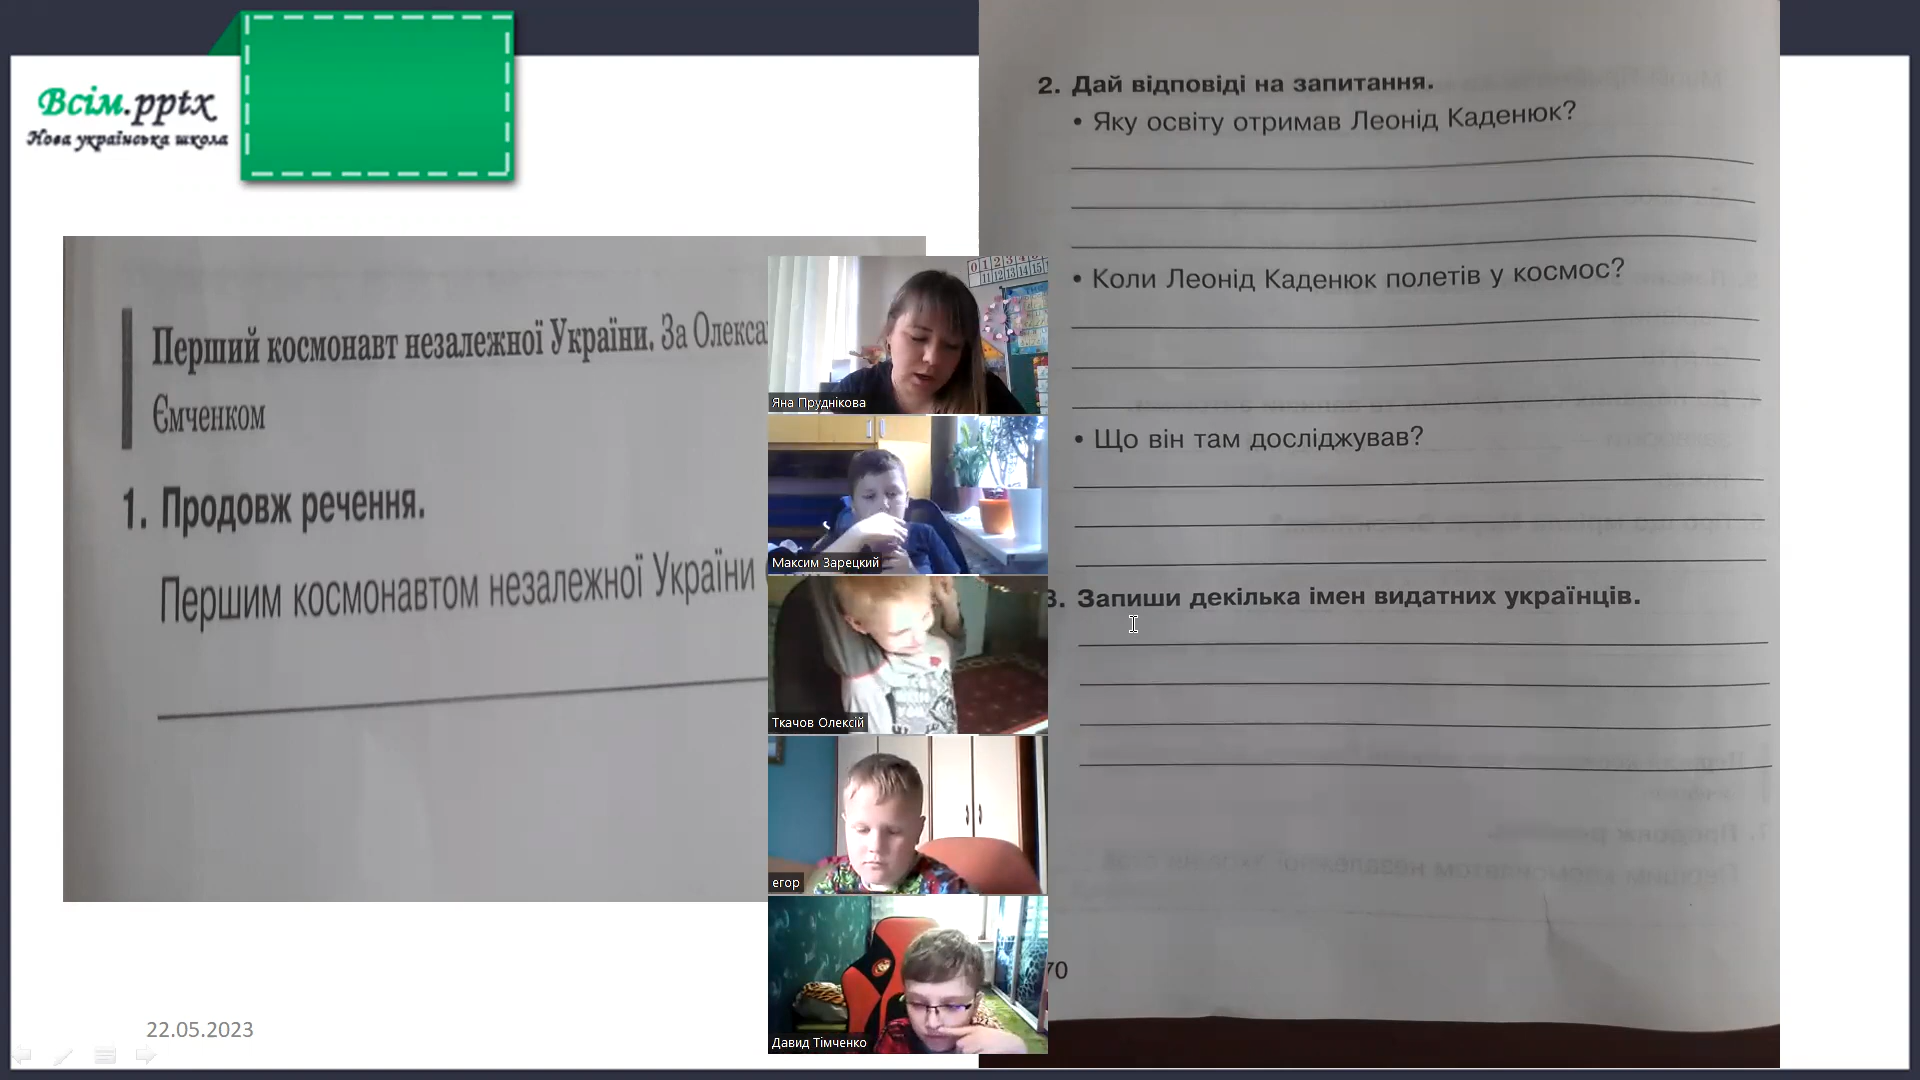 Всім.pptx
Нова українська школа
Перший космонавт незалежної України. За
Ємченком
1. Продовж речення.
Першим космонавтом незалежної України
22.05.2023
Яна Пруднікова
Максим Зарецкий
Ткачов Олексій
егор
Давид Тімченко
2. Дай відповіді на запитання.
• Яку освіту отримав Леонід Каденюк?
• Коли Леонід Каденюк полетів у космос?
• Що він там досліджував?
3. Запиши декілька імен видатних українців.
70